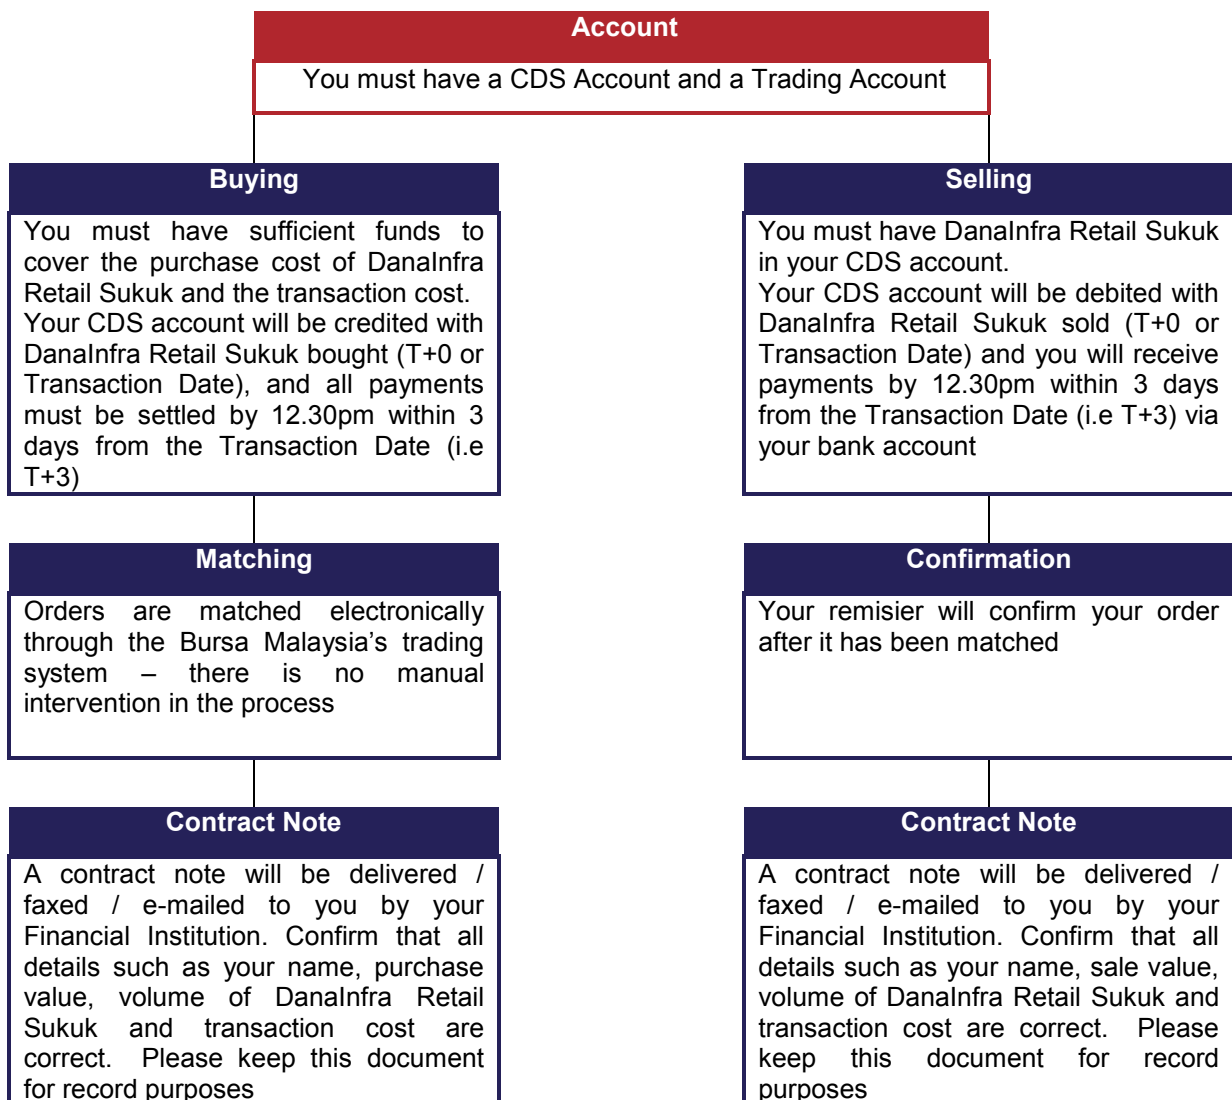 Account
You must have a CDS Account and a Trading Account
Buying
You must have sufficient funds to
cover the purchase cost of DanaInfra
Retail Sukuk and the transaction cost.
Your CDS account will be credited with
DanaInfra Retail Sukuk bought (T+0 or
Transaction Date), and all payments
must be settled by 12.30pm within 3
days from the Transaction Date (i.e
T+3)
Selling
You must have DanaInfra Retail Sukuk
in your CDS account.
Your CDS account will be debited with
DanaInfra Retail Sukuk sold (T+0 or
Transaction Date) and you will receive
payments by 12.30pm within 3 days
from the Transaction Date (i.e T+3) via
your bank account
Matching
Orders are matched electronically
through the Bursa Malaysia’s trading
system – there is no manual
intervention in the process
Confirmation
Your remisier will confirm your order
after it has been matched
Contract Note
A contract note will be delivered /
faxed / e-mailed to you by your
Financial Institution. Confirm that all
details such as your name, purchase
value, volume of DanaInfra Retail
Sukuk and transaction cost are
correct. Please keep this document
for record purposes
Contract Note
A contract note will be delivered /
faxed / e-mailed to you by your
Financial Institution. Confirm that all
details such as your name, sale value,
volume of DanaInfra Retail Sukuk and
transaction cost are correct. Please
keep this document for record
purposes